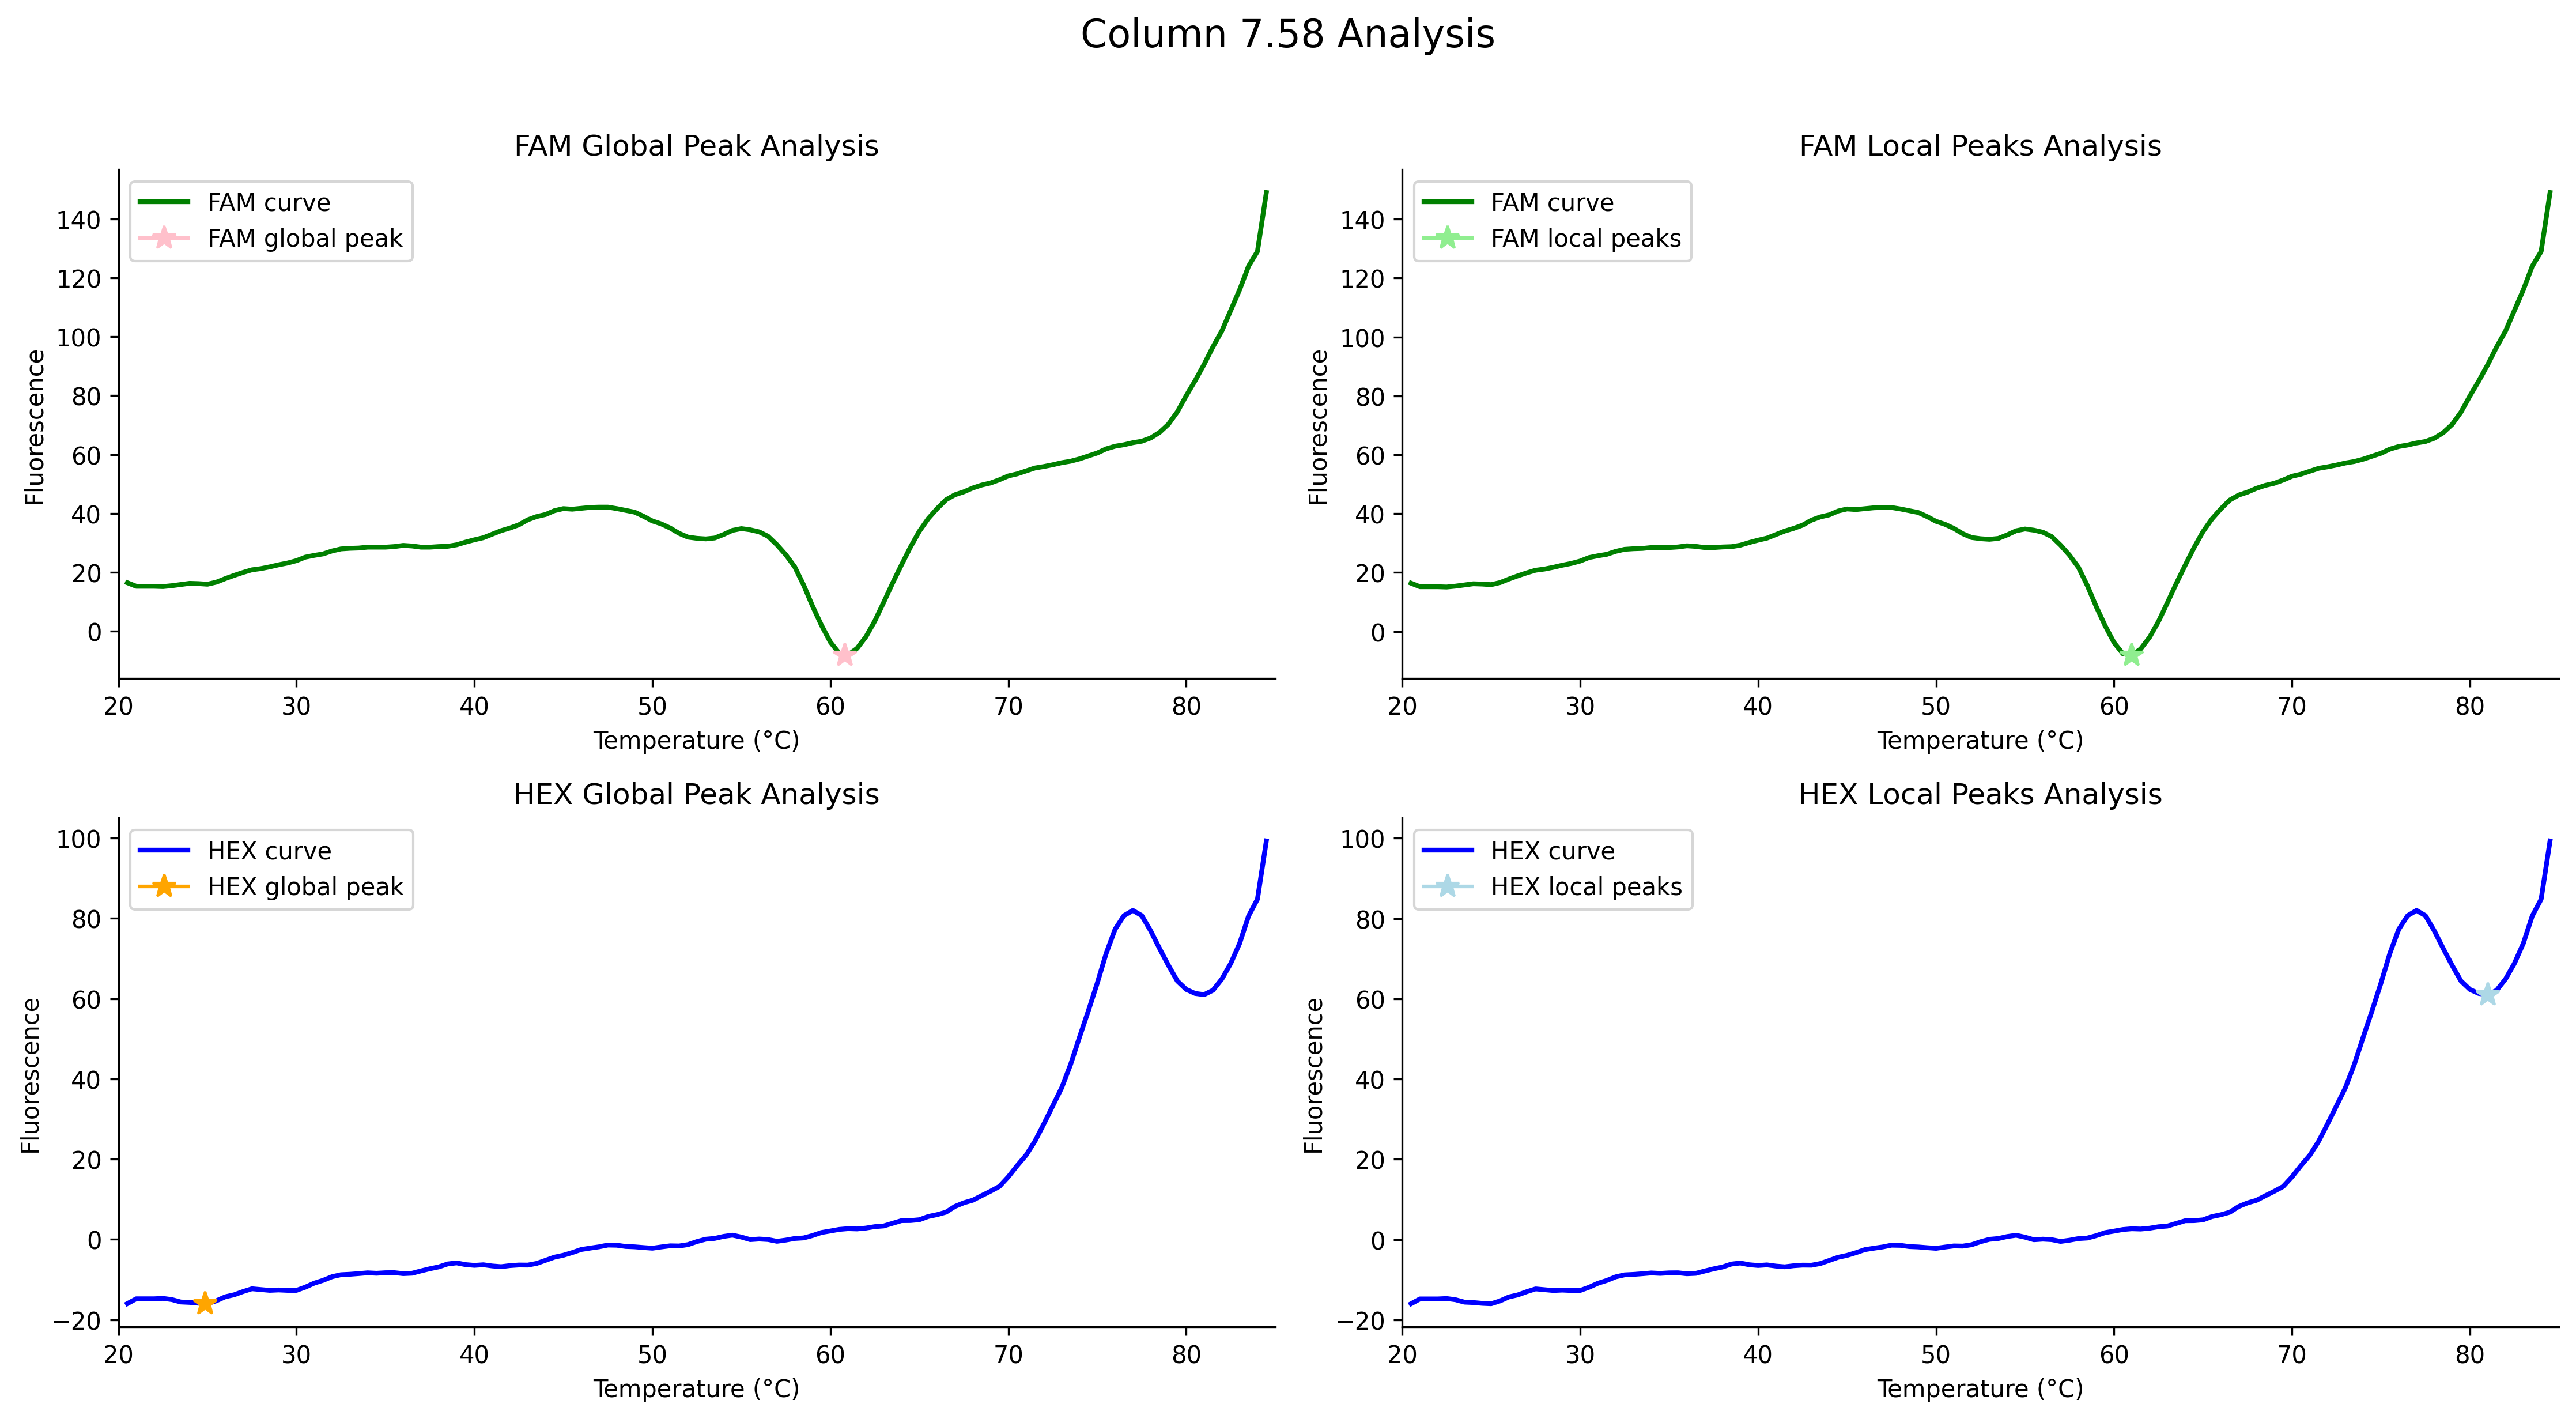 Column 7.58 Analysis
FAM Global Peak Analysis
FAM curve
FAM global peak
Fluorescence
140
120
100
80
60
40
20
0
20 30 40 50 60 70 80
Temperature (°C)
FAM Local Peaks Analysis
FAM curve
FAM local peaks
Fluorescence
140
120
100
80
60
40
20
0
20 30 40 50 60 70 80
Temperature (°C)
HEX Global Peak Analysis
HEX curve
HEX global peak
Fluorescence
100
80
60
40
20
0
−20
20 30 40 50 60 70 80
Temperature (°C)
HEX Local Peaks Analysis
HEX curve
HEX local peaks
Fluorescence
100
80
60
40
20
0
−20
20 30 40 50 60 70 80
Temperature (°C)